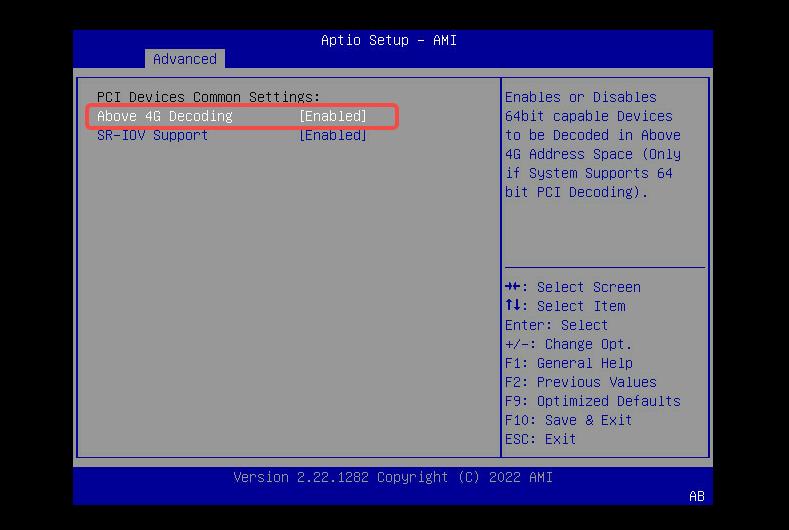 Aptio Setup – AMI
Advanced
PCI Devices Common Settings:
Above 4G Decoding [Enabled]
SR-IOV Support [Enabled]
Enables or Disables
64bit capable Devices
to be Decoded in Above
4G Address Space (Only
if System Supports 64
bit PCI Decoding).
→←: Select Screen
↑↓: Select Item
Enter: Select
+/-: Change Opt.
F1: General Help
F2: Previous Values
F9: Optimized Defaults
F10: Save & Exit
ESC: Exit
Version 2.22.1282 Copyright (C) 2022 AMI
AB